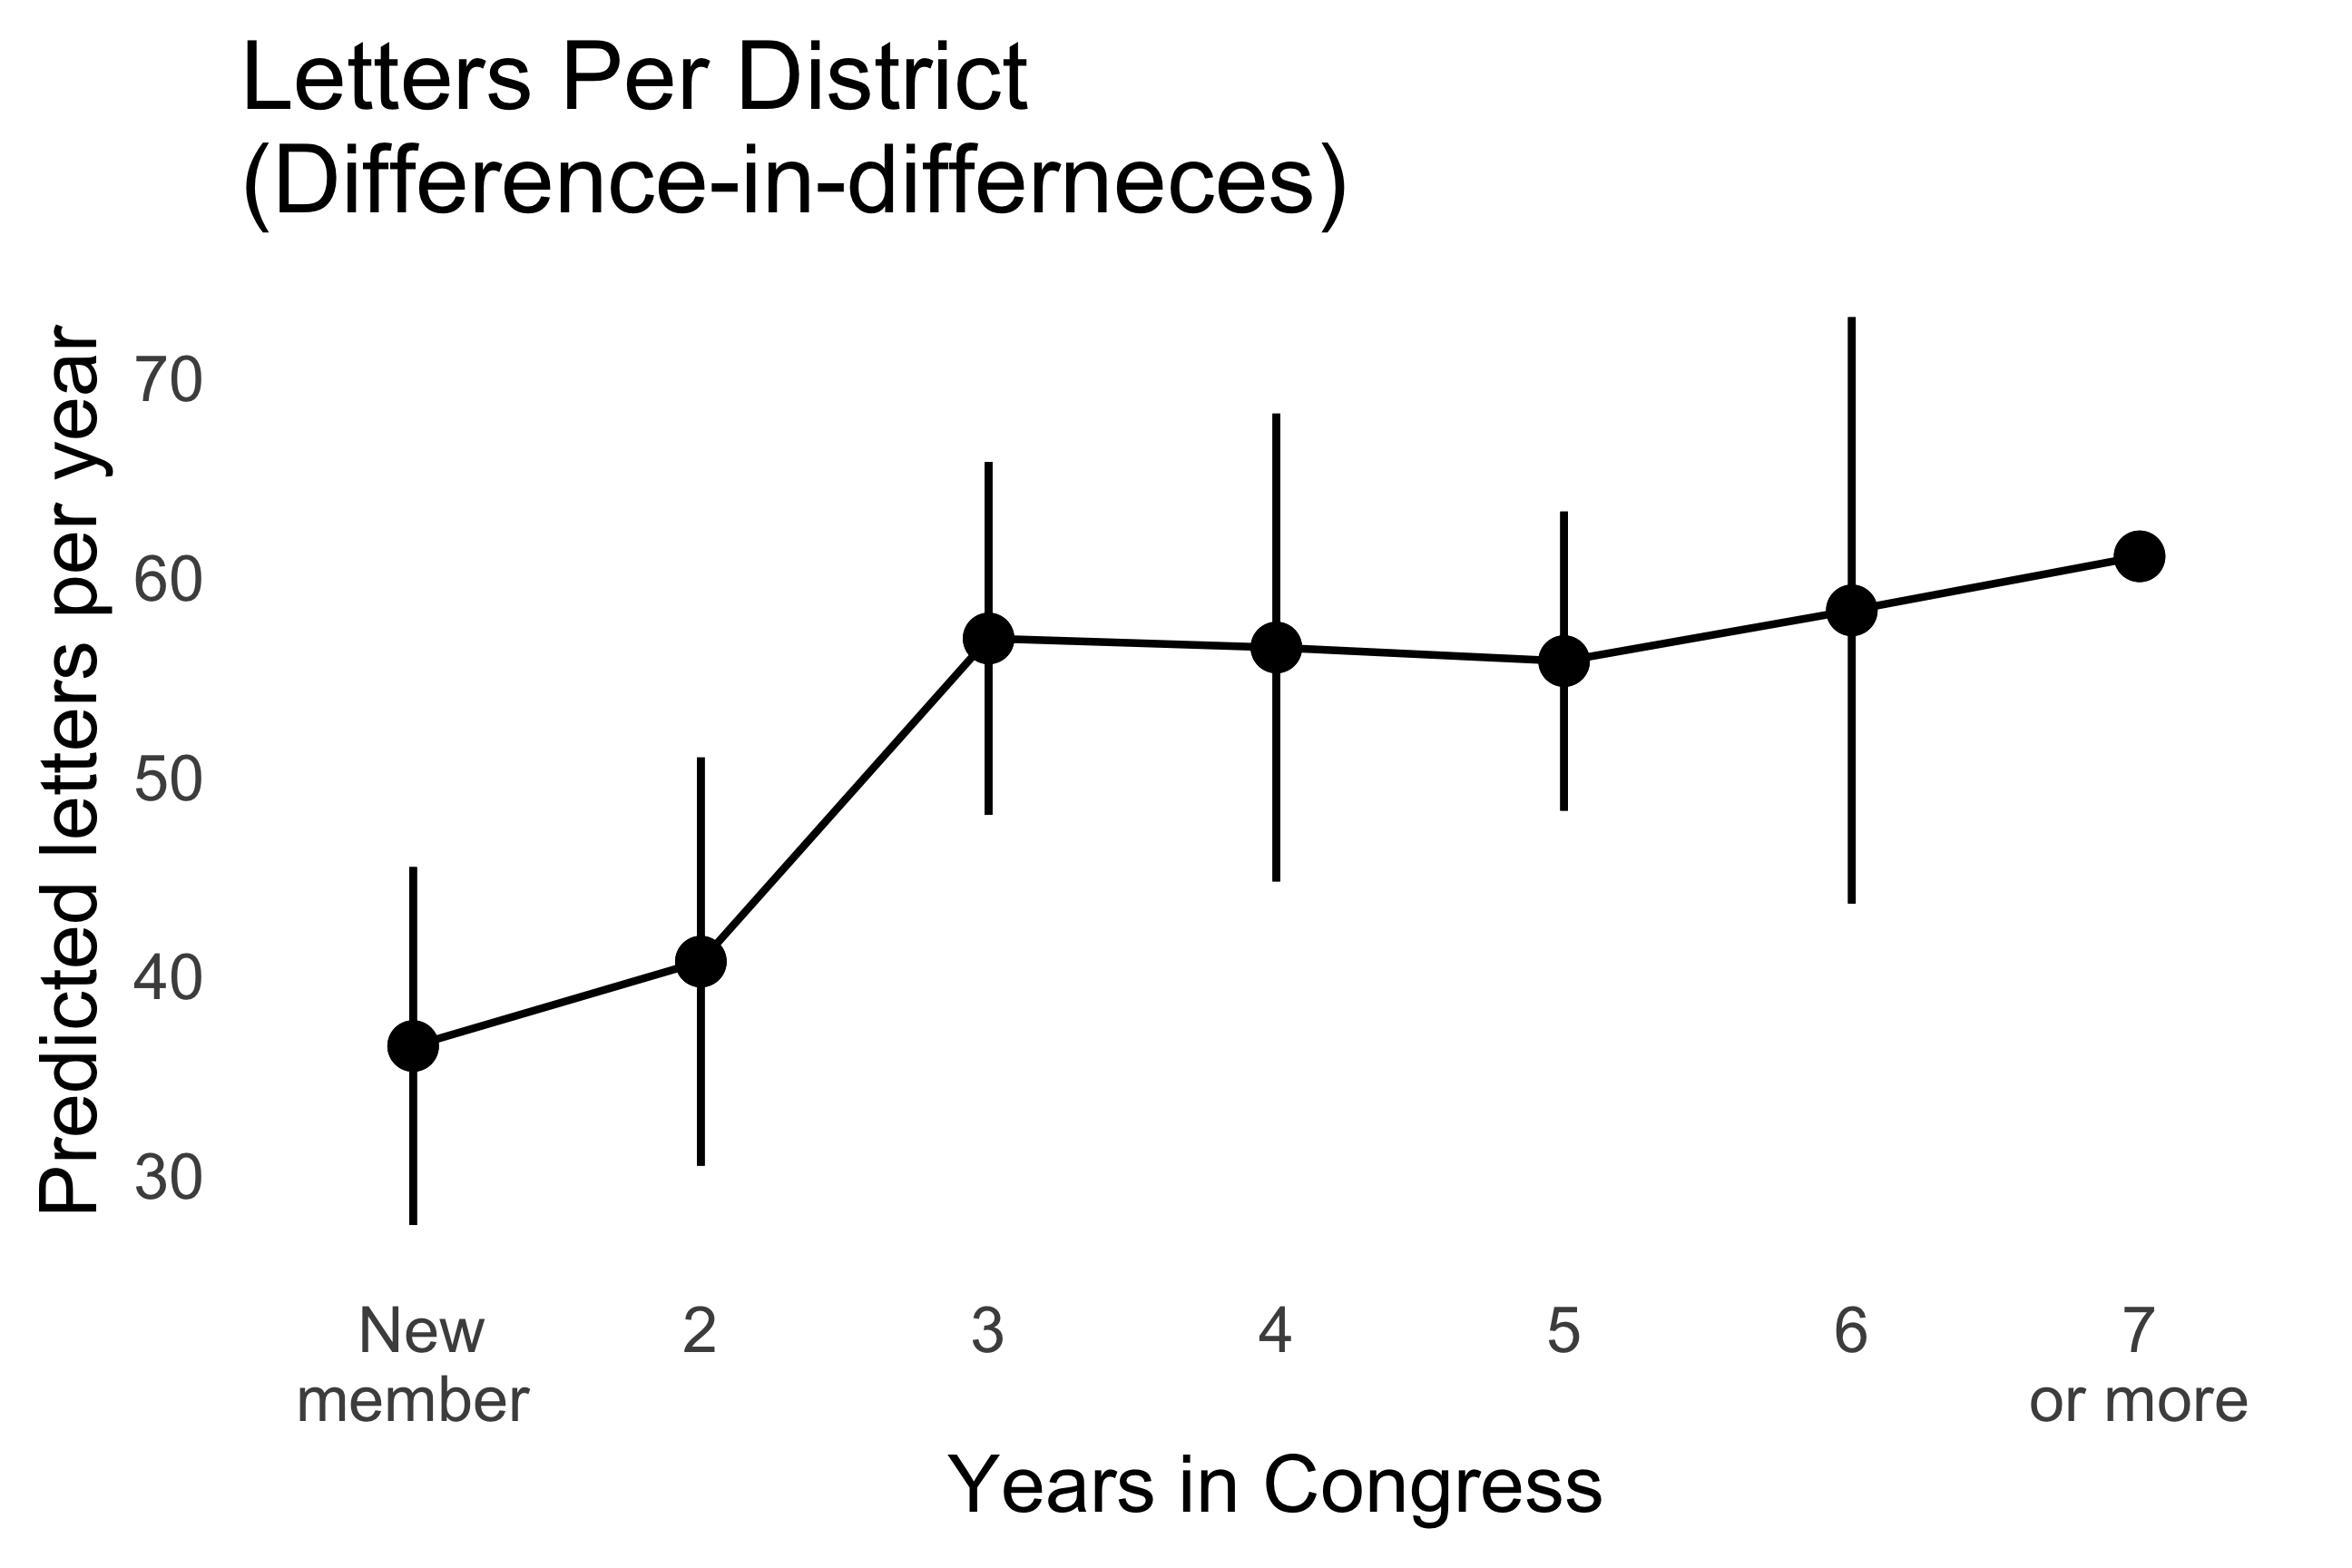 Letters Per District
(Difference-in-differneces)
Predicted letters per year
70
60
50
40
30
New
member
2
3
4
5
6
7
or more
Years in Congress